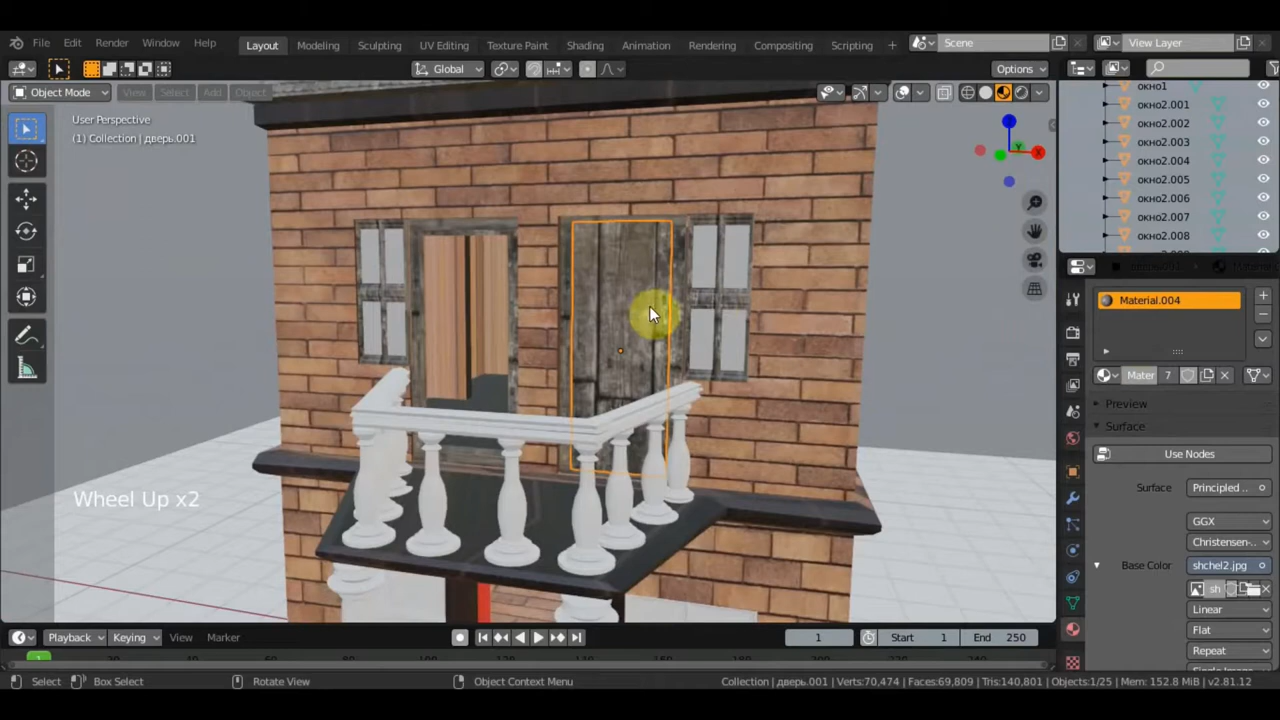 File Edit Render Window Help
Layout Modeling Sculpting UV Editing Texture Paint Shading Animation Rendering Compositing Scripting +
Scene
View Layer
Global
Options
Object Mode View Select Add Object
User Perspective
(1) Collection | дверь.001
Z
Y
X
окно1
окно2.001
окно2.002
окно2.003
окно2.004
окно2.005
окно2.006
окно2.007
окно2.008
Material.004
Mater 7
Preview
Surface
Use Nodes
Surface Principled ..
GGX
Christensen-..
Base Color shchel2.jpg
sh
Linear
Flat
Repeat
Wheel Up x2
Playback Keying View Marker
1
Start 1
End 250
1
Select Box Select Rotate View Object Context Menu
Collection | дверь.001 | Verts:70,474 | Faces:69,809 | Tris:140,801 | Objects:1/25 | Mem: 152.8 MiB | v2.81.12